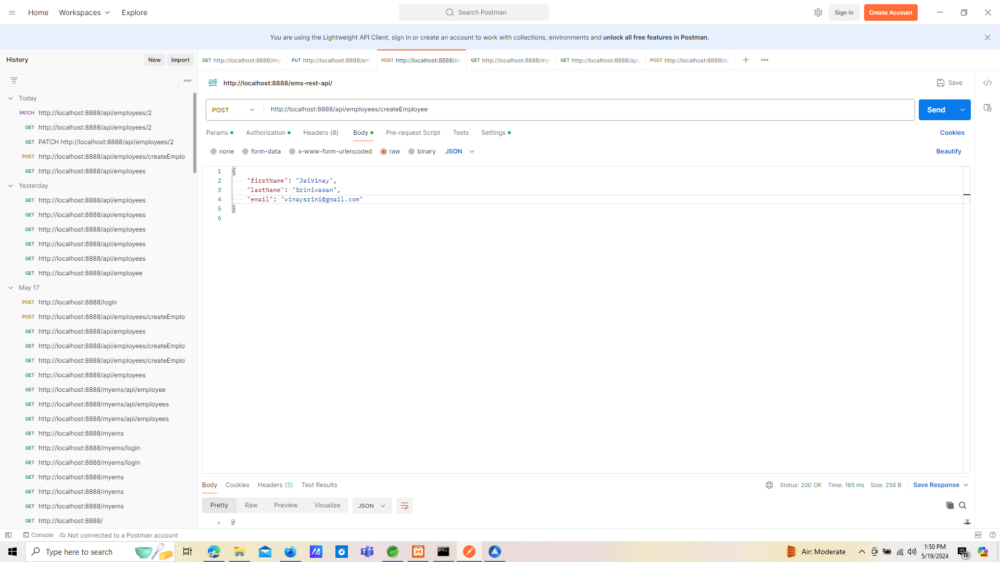 Home Workspaces Explore
Search Postman
Sign In Create Account
You are using the Lightweight API Client, sign in or create an account to work with collections, environments and unlock all free features in Postman.
History New Import
GET http://localhost:8888/my
PUT http://localhost:8888/em
POST http://localhost:8888/em
GET http://localhost:8888/my
GET http://localhost:8888/api
POST http://localhost:8888/au
HTTP http://localhost:8888/ems-rest-api/
Save
POST http://localhost:8888/api/employees/createEmployee
Send
Params Authorization Headers (8) Body Pre-request Script Tests Settings Cookies
none form-data x-www-form-urlencoded raw binary JSON Beautify
1 {
2 "firstName": "JaiVinay",
3 "lastName": "Srinivasan",
4 "email": "vinaysrini@gmail.com"
5 }
6
Today
PATCH http://localhost:8888/api/employees/2
GET http://localhost:8888/api/employees/2
GET PATCH http://localhost:8888/api/employees/2
POST http://localhost:8888/api/employees/createEmplo
GET http://localhost:8888/api/employees
Yesterday
GET http://localhost:8888/api/employees
GET http://localhost:8888/api/employees
GET http://localhost:8888/api/employees
GET http://localhost:8888/api/employees
GET http://localhost:8888/api/employees
GET http://localhost:8888/api/employee
May 17
POST http://localhost:8888/login
POST http://localhost:8888/api/employees/createEmplo
GET http://localhost:8888/api/employees
GET http://localhost:8888/api/employees/createEmplo
GET http://localhost:8888/api/employees/createEmplo
GET http://localhost:8888/api/employees
GET http://localhost:8888/myems/api/employee
GET http://localhost:8888/myems/api/employees
GET http://localhost:8888/myems/api/employees
GET http://localhost:8888/myems
GET http://localhost:8888/myems/login
GET http://localhost:8888/myems/login
GET http://localhost:8888/myems
GET http://localhost:8888/myems
GET http://localhost:8888/myems
GET http://localhost:8888/
Body Cookies Headers (5) Test Results
Status: 200 OK Time: 165 ms Size: 256 B Save Response
Pretty Raw Preview Visualize JSON
Console Not connected to a Postman account
Type here to search
Air: Moderate
1:50 PM
5/19/2024
18
PRE